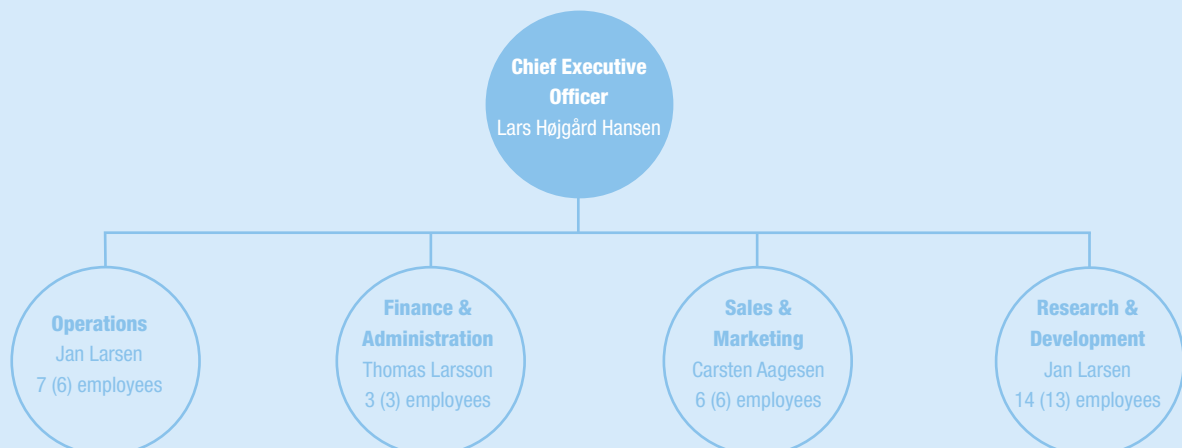 Chief Executive
Officer
Lars Højgård Hansen
Operations
Jan Larsen
7 (6) employees
Finance &
Administration
Thomas Larsson
3 (3) employees
Sales &
Marketing
Carsten Aagesen
6 (6) employees
Research &
Development
Jan Larsen
14 (13) employees